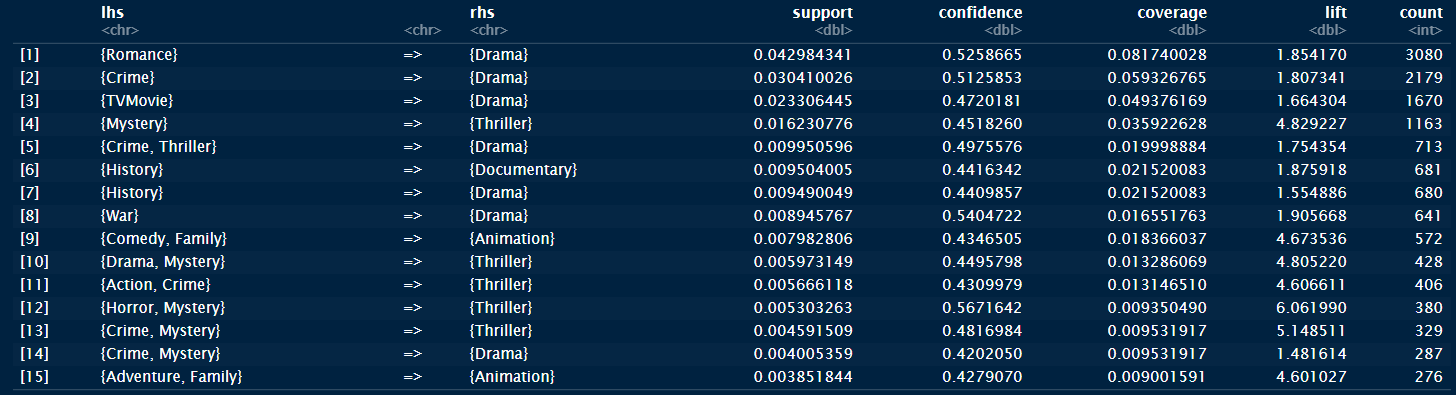 lhs rhs support confidence coverage lift count
<chr> <chr> <chr> <dbl> <dbl> <dbl> <dbl> <int>
[1] {Romance} => {Drama} 0.042984341 0.5258665 0.081740028 1.854170 3080
[2] {Crime} => {Drama} 0.030410026 0.5125853 0.059326765 1.807341 2179
[3] {TVMovie} => {Drama} 0.023306445 0.4720181 0.049376169 1.664304 1670
[4] {Mystery} => {Thriller} 0.016230776 0.4518260 0.035922628 4.829227 1163
[5] {Crime, Thriller} => {Drama} 0.009950596 0.4975576 0.019998884 1.754354 713
[6] {History} => {Documentary} 0.009504005 0.4416342 0.021520083 1.875918 681
[7] {History} => {Drama} 0.009490049 0.4409857 0.021520083 1.554886 680
[8] {War} => {Drama} 0.008945767 0.5404722 0.016551763 1.905668 641
[9] {Comedy, Family} => {Animation} 0.007982806 0.4346505 0.018366037 4.673536 572
[10] {Drama, Mystery} => {Thriller} 0.005973149 0.4495798 0.013286069 4.805220 428
[11] {Action, Crime} => {Thriller} 0.005666118 0.4309979 0.013146510 4.606611 406
[12] {Horror, Mystery} => {Thriller} 0.005303263 0.5671642 0.009350490 6.061990 380
[13] {Crime, Mystery} => {Thriller} 0.004591509 0.4816984 0.009531917 5.148511 329
[14] {Crime, Mystery} => {Drama} 0.004005359 0.4202050 0.009531917 1.481614 287
[15] {Adventure, Family} => {Animation} 0.003851844 0.4279070 0.009001591 4.601027 276